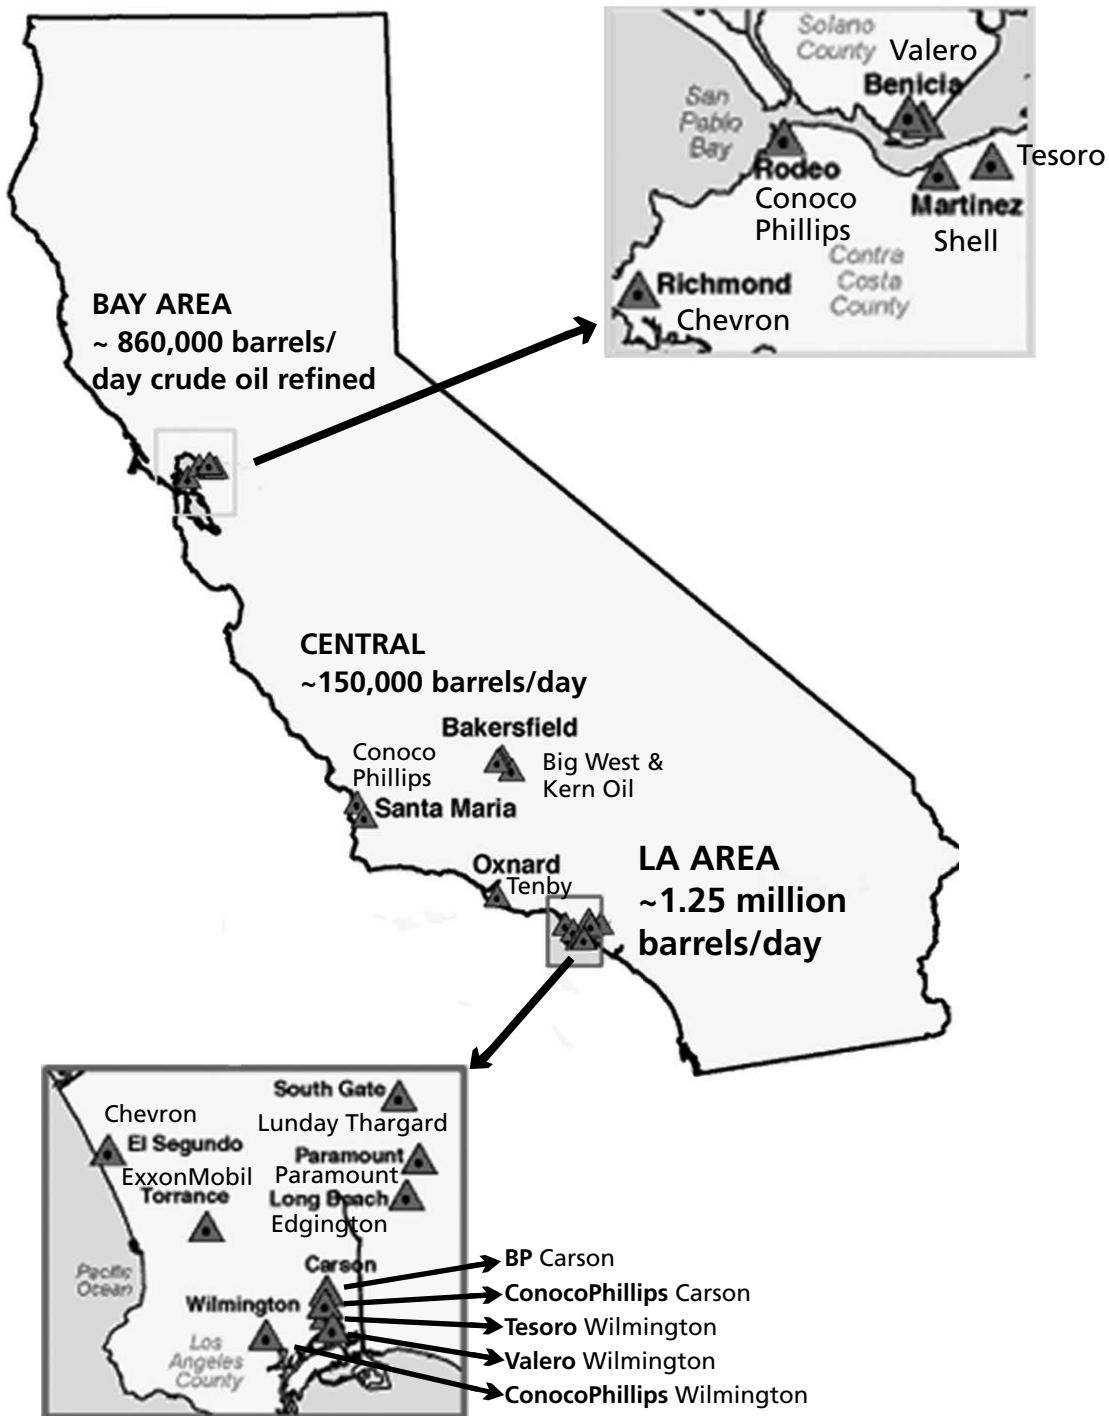 Solano
County
Valero
Benicia
San
Pablo
Bay
Tesoro
Rodeo
Conoco
Phillips
Martinez
Shell
Contra
Costa
County
Richmond
Chevron
BAY AREA
~ 860,000 barrels/
day crude oil refined
CENTRAL
~150,000 barrels/day
Bakersfield
Conoco
Phillips
Big West &
Kern Oil
Santa Maria
Oxnard
Tenby
LA AREA
~1.25 million
barrels/day
South Gate
Chevron
Lunday Thargard
El Segundo
Paramount
ExxonMobil
Paramount
Torrance
Long Beach
Edgington
Carson
Pacific
Ocean
Wilmington
Los
Angeles
County
BP Carson
ConocoPhillips Carson
Tesoro Wilmington
Valero Wilmington
ConocoPhillips Wilmington